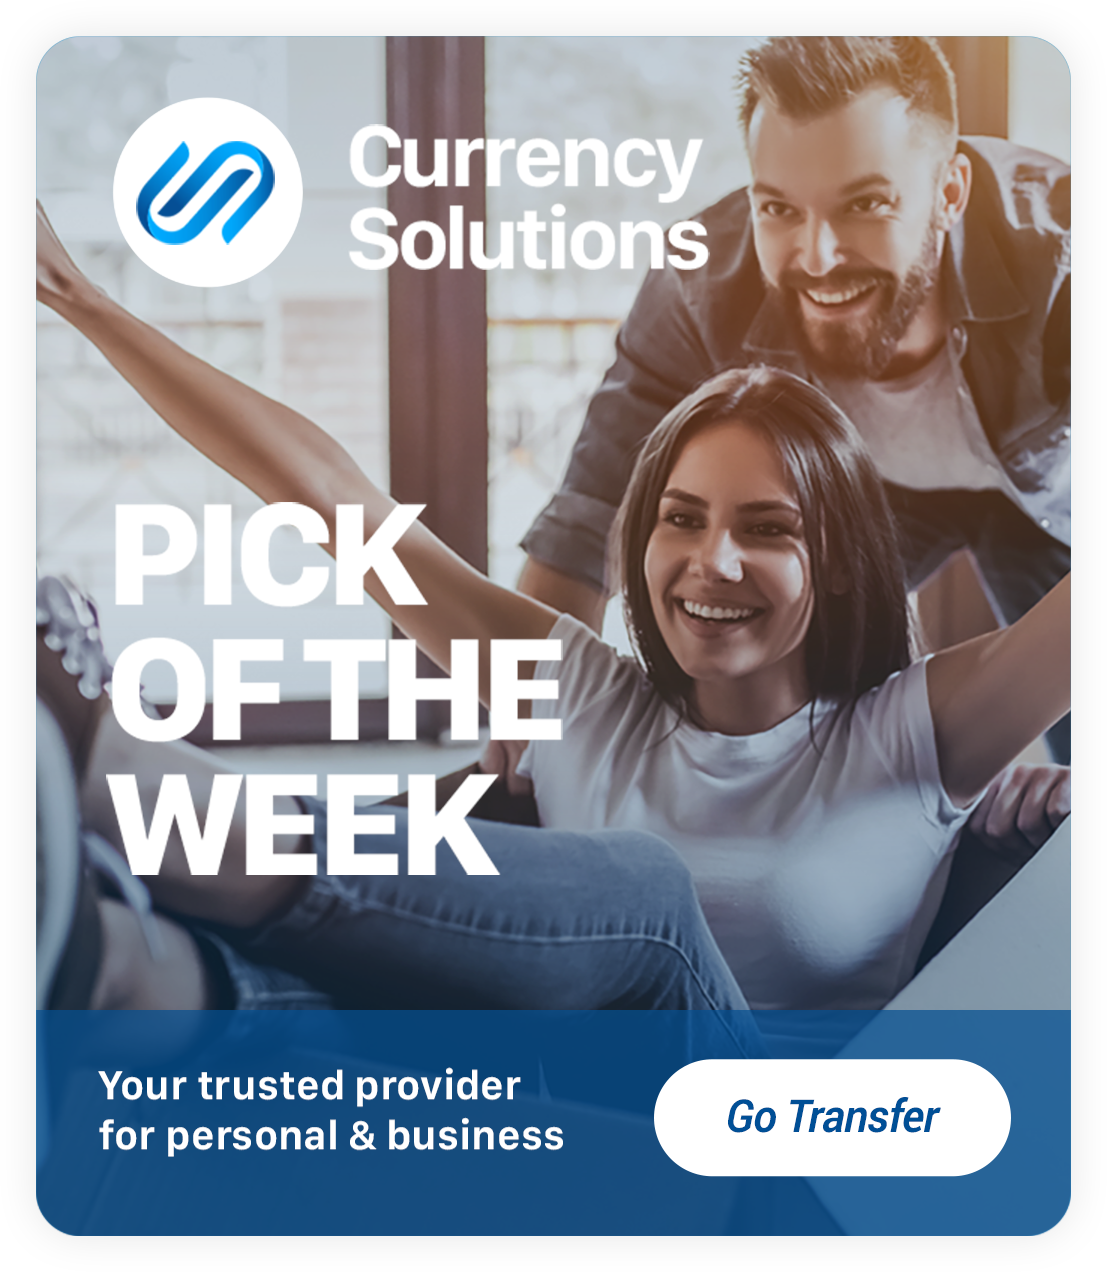 Currency
Solutions
PICK
OF THE
WEEK
Your trusted provider
for personal & business
Go Transfer